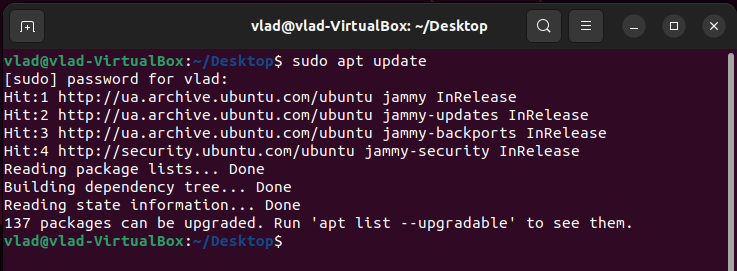 vlad@vlad-VirtualBox: ~/Desktop
vlad@vlad-VirtualBox:~/Desktop$ sudo apt update
[sudo] password for vlad:
Hit:1 http://ua.archive.ubuntu.com/ubuntu jammy InRelease
Hit:2 http://ua.archive.ubuntu.com/ubuntu jammy-updates InRelease
Hit:3 http://ua.archive.ubuntu.com/ubuntu jammy-backports InRelease
Hit:4 http://security.ubuntu.com/ubuntu jammy-security InRelease
Reading package lists... Done
Building dependency tree... Done
Reading state information... Done
137 packages can be upgraded. Run 'apt list --upgradable' to see them.
vlad@vlad-VirtualBox:~/Desktop$